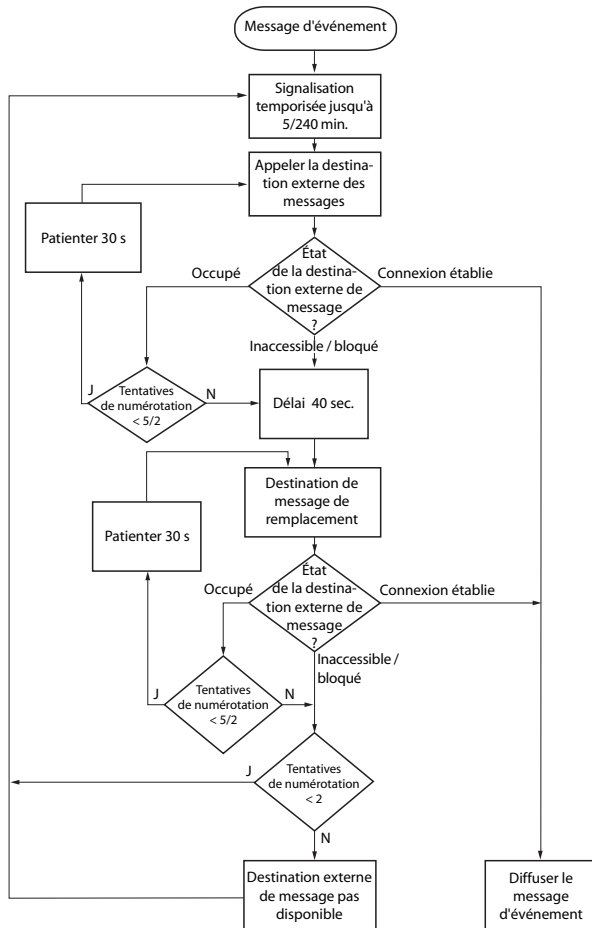 Message d'événement
Signalisation
temporisée jusqu'à
5/240 min.
Appeler la destina-
tion externe des
messages
Patienter 30 s
État
de la destina-
tion externe de
message
?
Occupé
Connexion établie
Inaccessible / bloqué
J
Tentatives
de numérotation
< 5/2
N
Délai 40 sec.
Destination de
message de
remplacement
Patienter 30 s
État
de la destina-
tion externe de
message
?
Occupé
Connexion établie
Inaccessible /
bloqué
J
Tentatives
de numérotation
< 5/2
N
J
Tentatives
de numérotation
< 2
N
Destination externe
de message pas
disponible
Diffuser le
message
d'événement